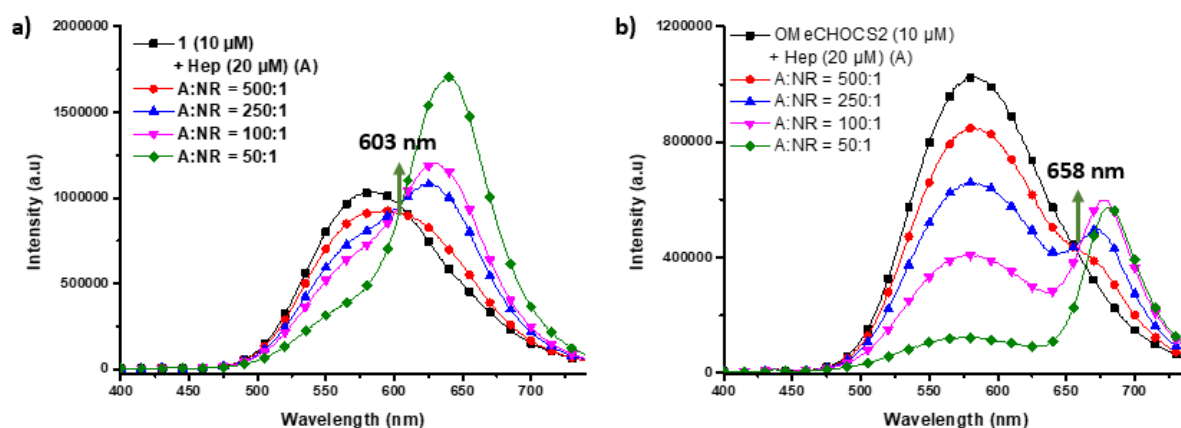 a)
2000000
1500000
1000000
500000
0
Intensity (a.u)
1 (10 µM)
+ Hep (20 µM) (A)
A:NR = 500:1
A:NR = 250:1
A:NR = 100:1
A:NR = 50:1
603 nm
400 450 500 550 600 650 700
Wavelength (nm)
b)
1200000
800000
400000
0
Intensity (a.u)
OMeCHOCS2 (10 µM)
+ Hep (20 µM) (A)
A:NR = 500:1
A:NR = 250:1
A:NR = 100:1
A:NR = 50:1
658 nm
400 450 500 550 600 650 700
Wavelength (nm)